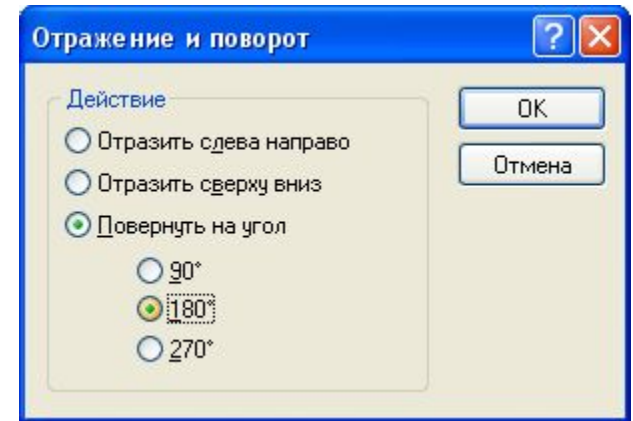 Отражение и поворот
Действие
Отразить слева направо
Отразить сверху вниз
Повернуть на угол
90°
180°
270°
OK
Отмена